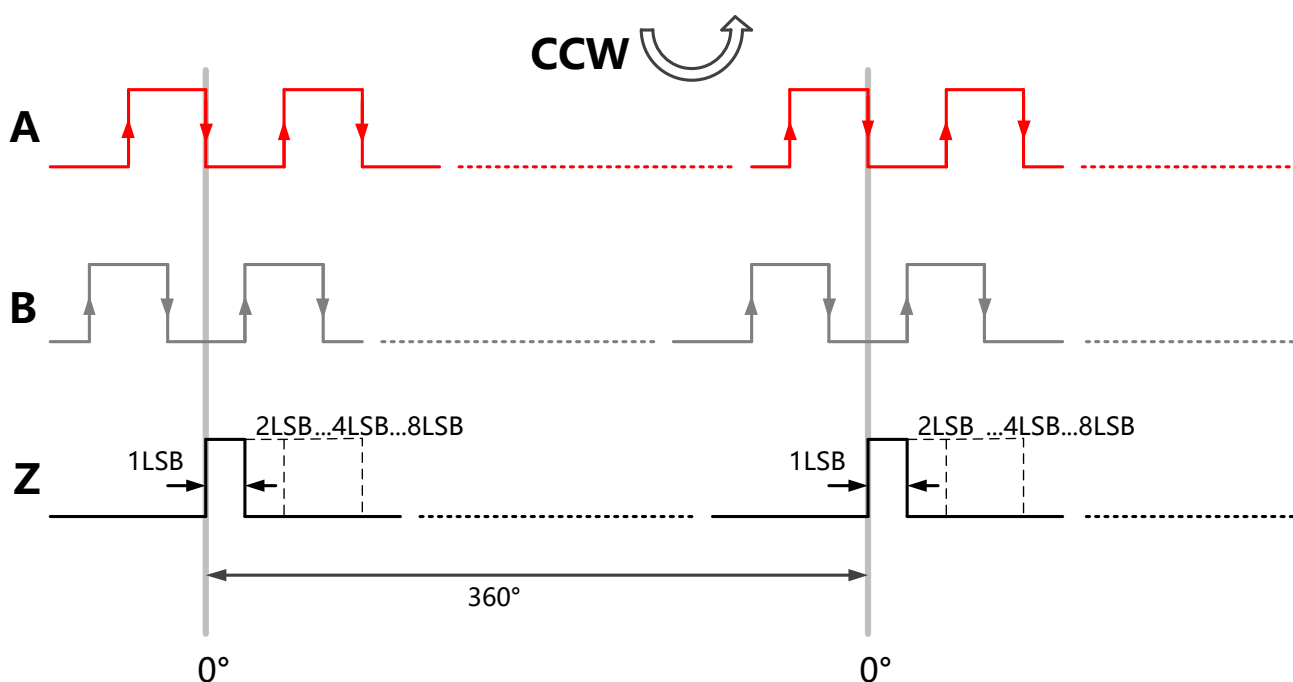 CCW
A
B
2LSB...4LSB...8LSB
2LSB ...4LSB...8LSB
1LSB
1LSB
Z
360°
0°
0°